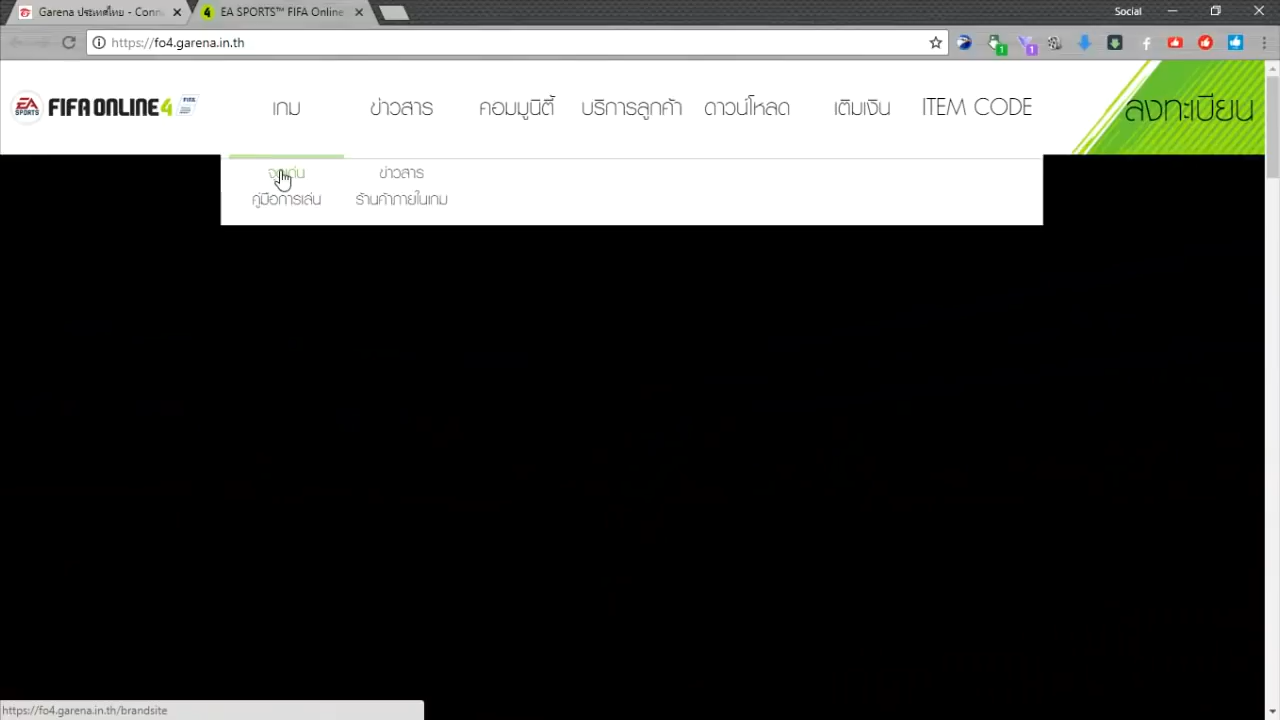 Garena ประเทศไทย - Conn
EA SPORTS™ FIFA Online
Social
https://fo4.garena.in.th
1
1
EA SPORTS FIFA ONLINE 4
เกม
ข่าวสาร
คอมมูนิตี้
บริการลูกค้า
ดาวน์โหลด
เติมเงิน
ITEM CODE
ลงทะเบียน
ข่าวสาร
คู่มือการเล่น
ร้านค้าภายในเกม
https://fo4.garena.in.th/brandsite